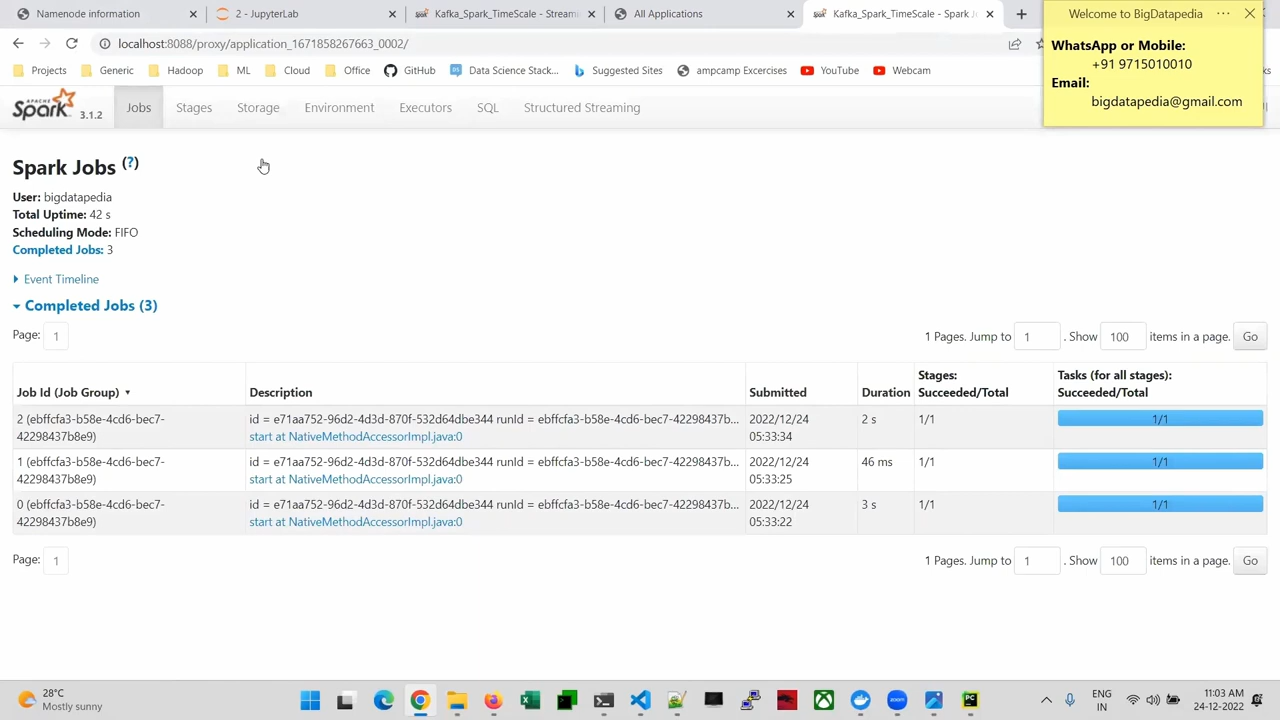 Namenode information
2 - JupyterLab
Kafka_Spark_TimeScale - Streami
All Applications
Kafka_Spark_TimeScale - Spark J
Welcome to BigDatapedia
WhatsApp or Mobile:
+91 9715010010
Email:
bigdatapedia@gmail.com
localhost:8088/proxy/application_1671858267663_0002/
Projects
Generic
Hadoop
ML
Cloud
Office
GitHub
Data Science Stack...
Suggested Sites
ampcamp Excercises
YouTube
Webcam
APACHE Spark 3.1.2
Jobs
Stages
Storage
Environment
Executors
SQL
Structured Streaming
Spark Jobs (?)
User: bigdatapedia
Total Uptime: 42 s
Scheduling Mode: FIFO
Completed Jobs: 3
Event Timeline
Completed Jobs (3)
Page: 1
1 Pages. Jump to 1 . Show 100 items in a page. Go
Job Id (Job Group) ▾
Description
Submitted
Duration
Stages: Succeeded/Total
Tasks (for all stages): Succeeded/Total
2 (ebffcfa3-b58e-4cd6-bec7-
42298437b8e9)
id = e71aa752-96d2-4d3d-870f-532d64dbe344 runId = ebffcfa3-b58e-4cd6-bec7-42298437b...
start at NativeMethodAccessorImpl.java:0
2022/12/24
05:33:34
2 s
1/1
1/1
1 (ebffcfa3-b58e-4cd6-bec7-
42298437b8e9)
id = e71aa752-96d2-4d3d-870f-532d64dbe344 runId = ebffcfa3-b58e-4cd6-bec7-42298437b...
start at NativeMethodAccessorImpl.java:0
2022/12/24
05:33:25
46 ms
1/1
1/1
0 (ebffcfa3-b58e-4cd6-bec7-
42298437b8e9)
id = e71aa752-96d2-4d3d-870f-532d64dbe344 runId = ebffcfa3-b58e-4cd6-bec7-42298437b...
start at NativeMethodAccessorImpl.java:0
2022/12/24
05:33:22
3 s
1/1
1/1
Page: 1
1 Pages. Jump to 1 . Show 100 items in a page. Go
28°C
Mostly sunny
ENG
IN
11:03 AM
24-12-2022